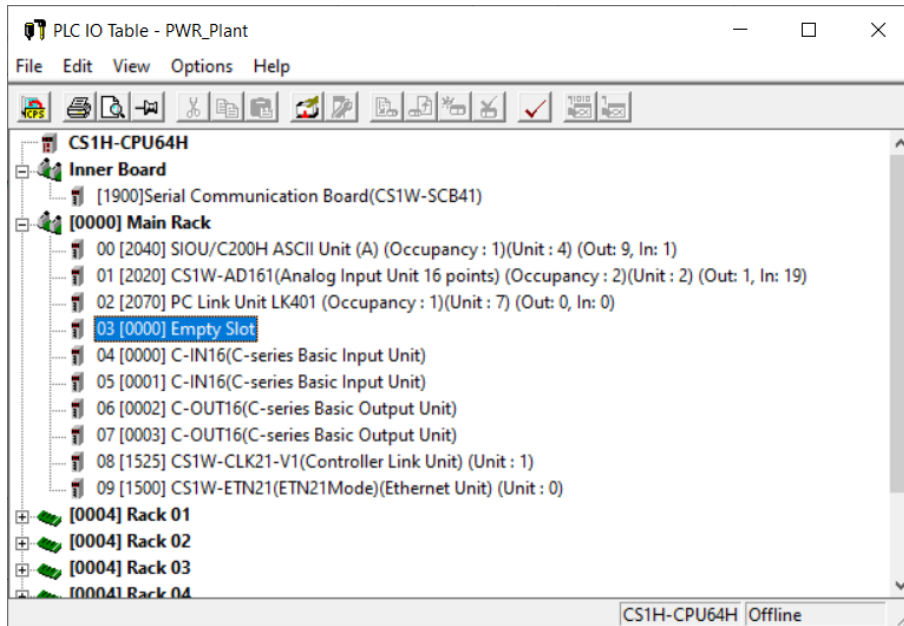 PLC IO Table - PWR_Plant
File Edit View Options Help
CPS
CS1H-CPU64H
Inner Board
[1900]Serial Communication Board(CS1W-SCB41)
[0000] Main Rack
00 [2040] SIOU/C200H ASCII Unit (A) (Occupancy : 1)(Unit : 4) (Out: 9, In: 1)
01 [2020] CS1W-AD161(Analog Input Unit 16 points) (Occupancy : 2)(Unit : 2) (Out: 1, In: 19)
02 [2070] PC Link Unit LK401 (Occupancy : 1)(Unit : 7) (Out: 0, In: 0)
03 [0000] Empty Slot
04 [0000] C-IN16(C-series Basic Input Unit)
05 [0001] C-IN16(C-series Basic Input Unit)
06 [0002] C-OUT16(C-series Basic Output Unit)
07 [0003] C-OUT16(C-series Basic Output Unit)
08 [1525] CS1W-CLK21-V1(Controller Link Unit) (Unit : 1)
09 [1500] CS1W-ETN21(ETN21Mode)(Ethernet Unit) (Unit : 0)
[0004] Rack 01
[0004] Rack 02
[0004] Rack 03
[0004] Rack 04
CS1H-CPU64H Offline